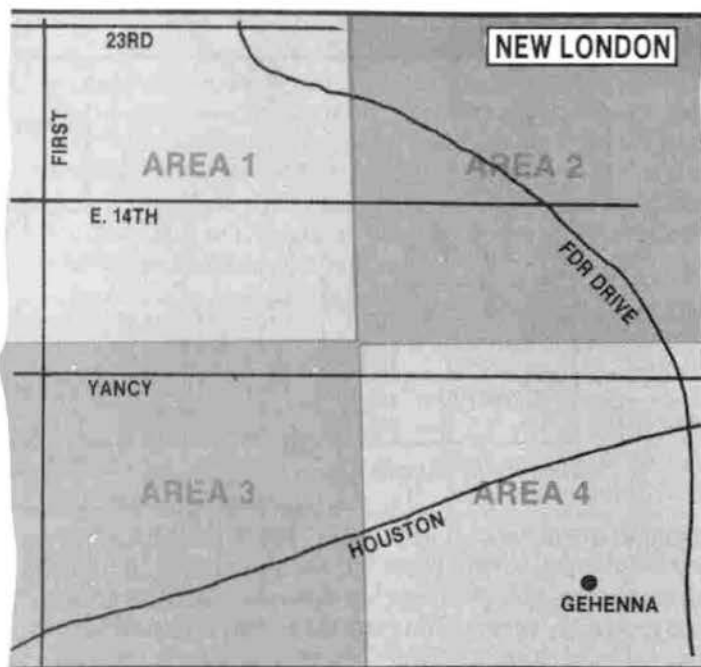 23RD
NEW LONDON
FIRST
AREA 1
AREA 2
E. 14TH
FDR DRIVE
YANCY
AREA 3
AREA 4
HOUSTON
GEHENNA